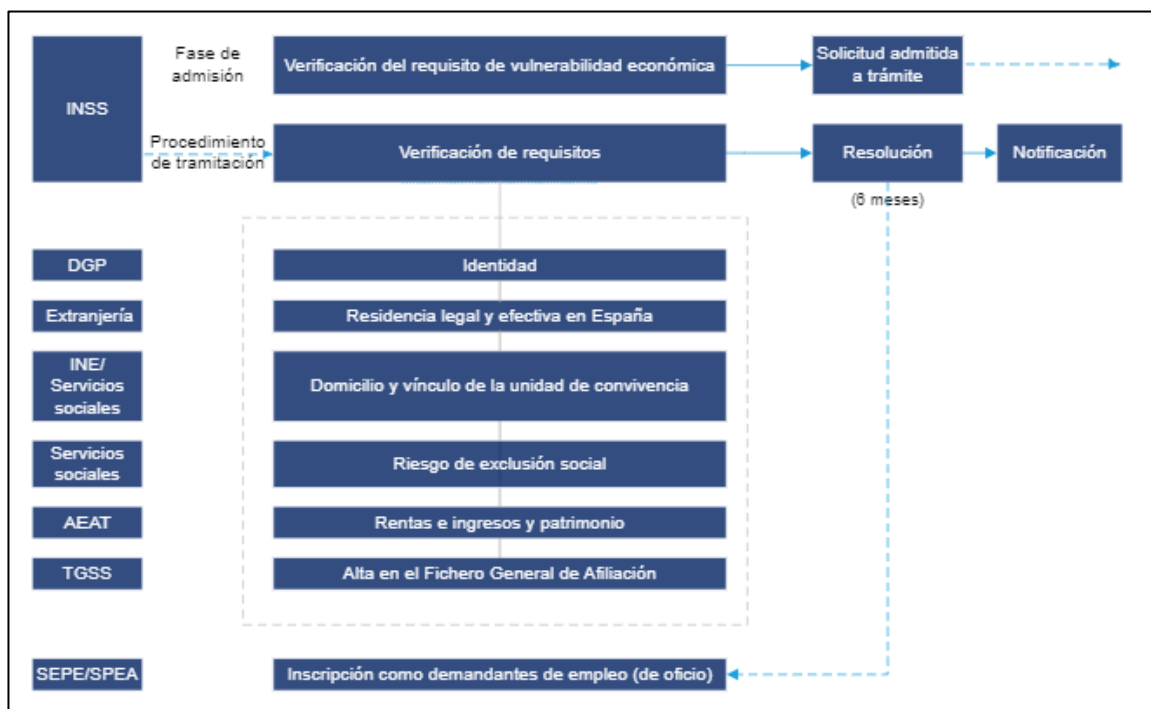 INSS
Fase de
admisión
Verificación del requisito de vulnerabilidad económica
Solicitud admitida
a trámite
Procedimiento
de tramitación
Verificación de requisitos
Resolución
Notificación
(6 meses)
DGP
Identidad
Extranjería
Residencia legal y efectiva en España
INE/
Servicios
sociales
Domicilio y vínculo de la unidad de convivencia
Servicios
sociales
Riesgo de exclusión social
AEAT
Rentas e ingresos y patrimonio
TGSS
Alta en el Fichero General de Afiliación
SEPE/SPEA
Inscripción como demandantes de empleo (de oficio)